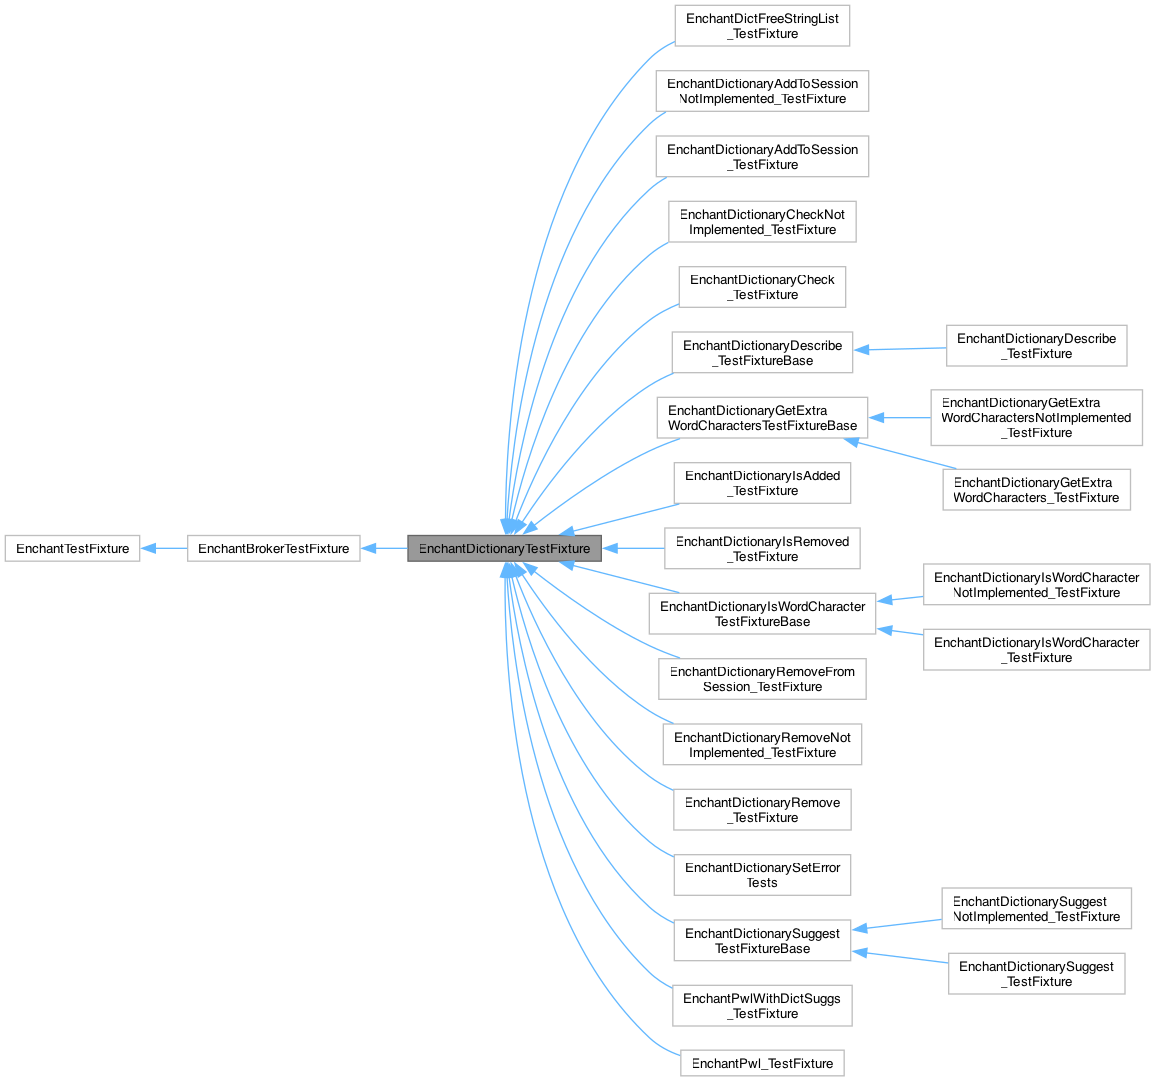 EnchantDictFreeStringList
_TestFixture
EnchantDictionaryAddToSession
NotImplemented_TestFixture
EnchantDictionaryAddToSession
_TestFixture
EnchantDictionaryCheckNot
Implemented_TestFixture
EnchantDictionaryCheck
_TestFixture
EnchantDictionaryDescribe
_TestFixtureBase
EnchantDictionaryDescribe
_TestFixture
EnchantDictionaryGetExtra
WordCharactersTestFixtureBase
EnchantDictionaryGetExtra
WordCharactersNotImplemented
_TestFixture
EnchantDictionaryGetExtra
WordCharacters_TestFixture
EnchantDictionaryIsAdded
_TestFixture
EnchantTestFixture
EnchantBrokerTestFixture
EnchantDictionaryTestFixture
EnchantDictionaryIsRemoved
_TestFixture
EnchantDictionaryIsWordCharacter
TestFixtureBase
EnchantDictionaryIsWordCharacter
NotImplemented_TestFixture
EnchantDictionaryIsWordCharacter
_TestFixture
EnchantDictionaryRemoveFrom
Session_TestFixture
EnchantDictionaryRemoveNot
Implemented_TestFixture
EnchantDictionaryRemove
_TestFixture
EnchantDictionarySetError
Tests
EnchantDictionarySuggest
TestFixtureBase
EnchantDictionarySuggest
NotImplemented_TestFixture
EnchantDictionarySuggest
_TestFixture
EnchantPwlWithDictSuggs
_TestFixture
EnchantPwl_TestFixture